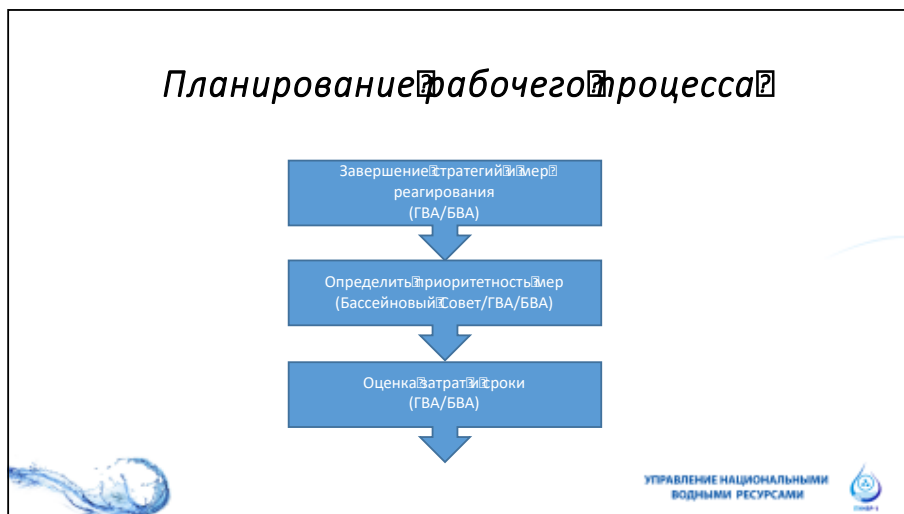 Планирование рабочего процесса
Завершение стратегий и мер
реагирования
(ГВА/БВА)
Определить приоритетность мер
(Бассейновый Совет/ГВА/БВА)
Оценка затрат и сроки
(ГВА/БВА)
УПРАВЛЕНИЕ НАЦИОНАЛЬНЫМИ
ВОДНЫМИ РЕСУРСАМИ